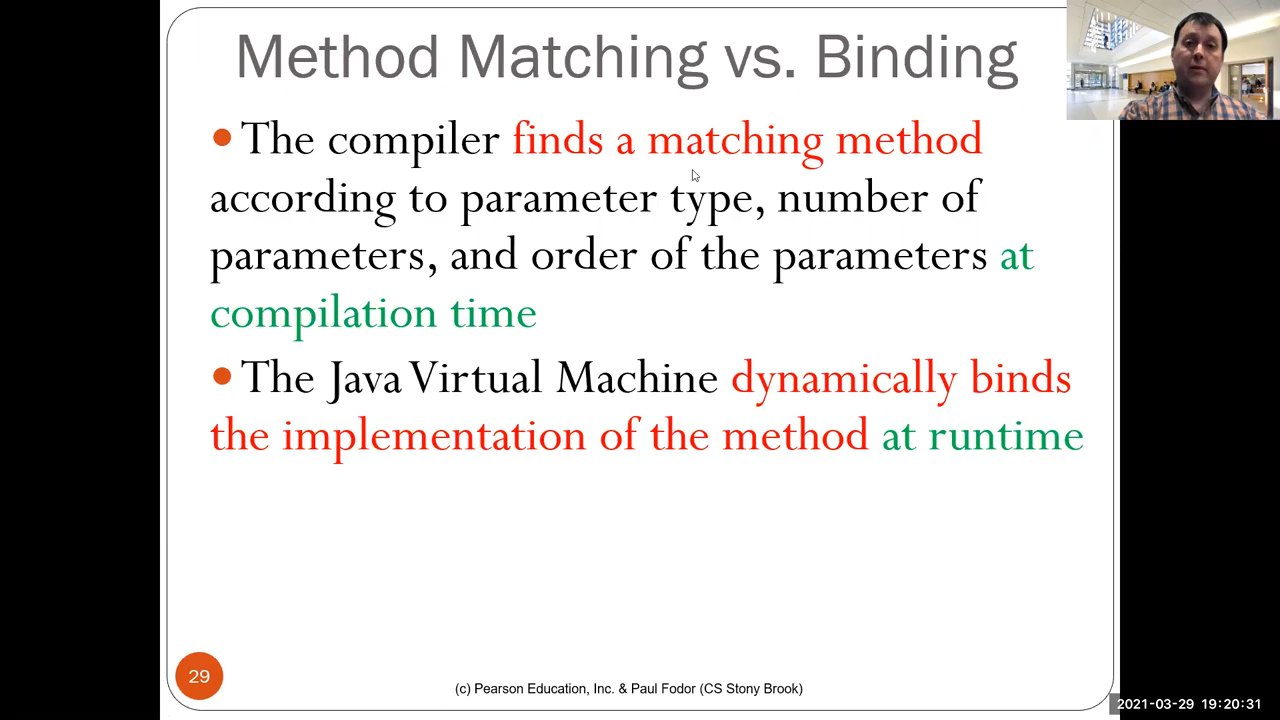 Method Matching vs. Binding
• The compiler finds a matching method
according to parameter type, number of
parameters, and order of the parameters at
compilation time
• The Java Virtual Machine dynamically binds
the implementation of the method at runtime
29
(c) Pearson Education, Inc. & Paul Fodor (CS Stony Brook)
2021-03-29 19:20:31